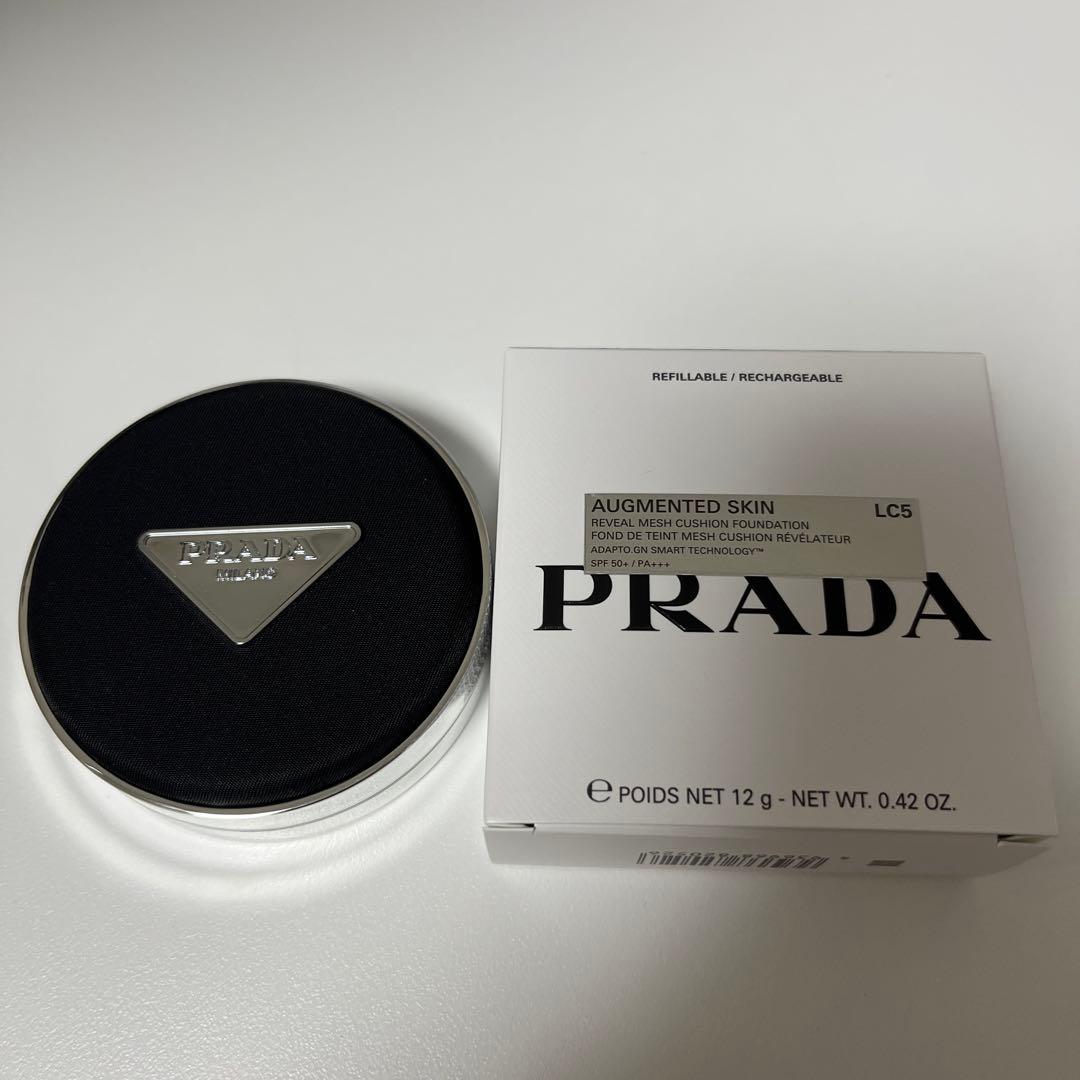 PRADA
MILANO
REFILLABLE / RECHARGEABLE
AUGMENTED SKIN
LC5
REVEAL MESH CUSHION FOUNDATION
FOND DE TEINT MESH CUSHION RÉVÉLATEUR
ADAPTO.GN SMART TECHNOLOGY™
SPF 50+ / PA+++
PRADA
℮ POIDS NET 12 g - NET WT. 0.42 OZ.